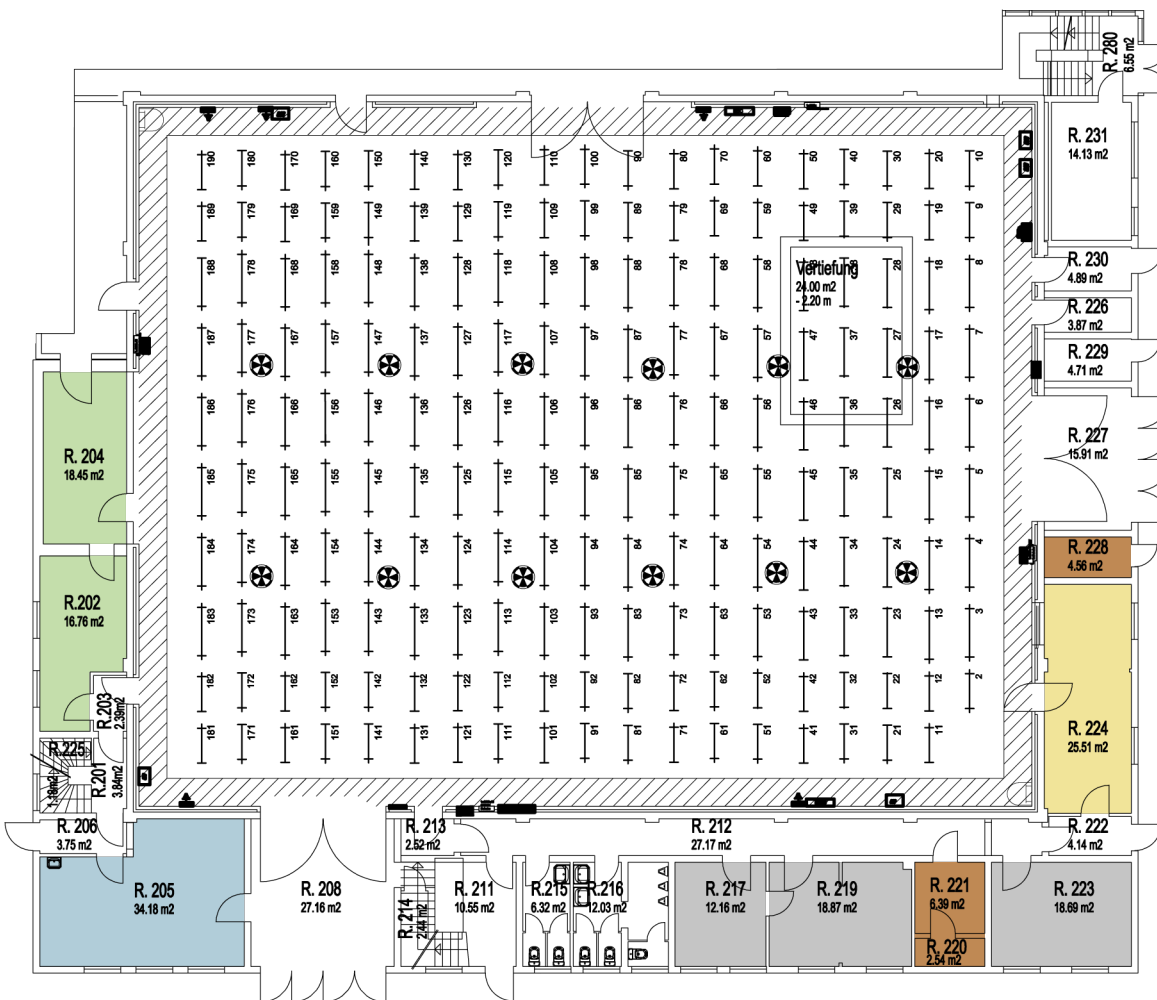 R. 280
6.55 m2
R. 231
14.13 m2
190 180 170 160 150 140 130 120 110 100 90 80 70 60 50 40 30 20 10
189 179 169 159 149 139 129 119 109 99 89 79 69 59 49 39 29 19 9
188 178 168 158 148 138 128 118 108 98 88 78 68 58 28 18 8
Vertiefung
24.00 m2
- 2.20 m
R. 230
4.89 m2
R. 226
3.87 m2
187 177 167 157 147 137 127 117 107 97 87 77 67 57 47 37 27 17 7
R. 229
4.71 m2
186 176 166 156 146 136 126 116 106 96 86 76 66 56 46 36 26 16 6
R. 204
18.45 m2
R. 227
15.91 m2
185 175 165 155 145 135 125 115 105 95 85 75 65 55 45 35 25 15 5
184 174 164 154 144 134 124 114 104 94 84 74 64 54 44 34 24 14 4
R. 228
4.56 m2
R.202
16.76 m2
183 173 163 153 143 133 123 113 103 93 83 73 63 53 43 33 23 13 3
182 172 162 152 142 132 122 112 102 92 82 72 62 52 42 32 22 12 2
R.203
2.39m2
181 171 161 151 141 131 121 111 101 91 81 71 61 51 41 31 21 11
R. 224
25.51 m2
R.225
1.18m2
R.201
3.84m2
R. 206
3.75 m2
R. 213
2.52 m2
R. 212
27.17 m2
R. 222
4.14 m2
R. 205
34.18 m2
R. 208
27.16 m2
R. 214
2.44 m2
R. 211
10.55 m2
R. 215
6.32 m2
R. 216
12.03 m2
R. 217
12.16 m2
R. 219
18.87 m2
R. 221
6.39 m2
R. 220
2.54 m2
R. 223
18.69 m2